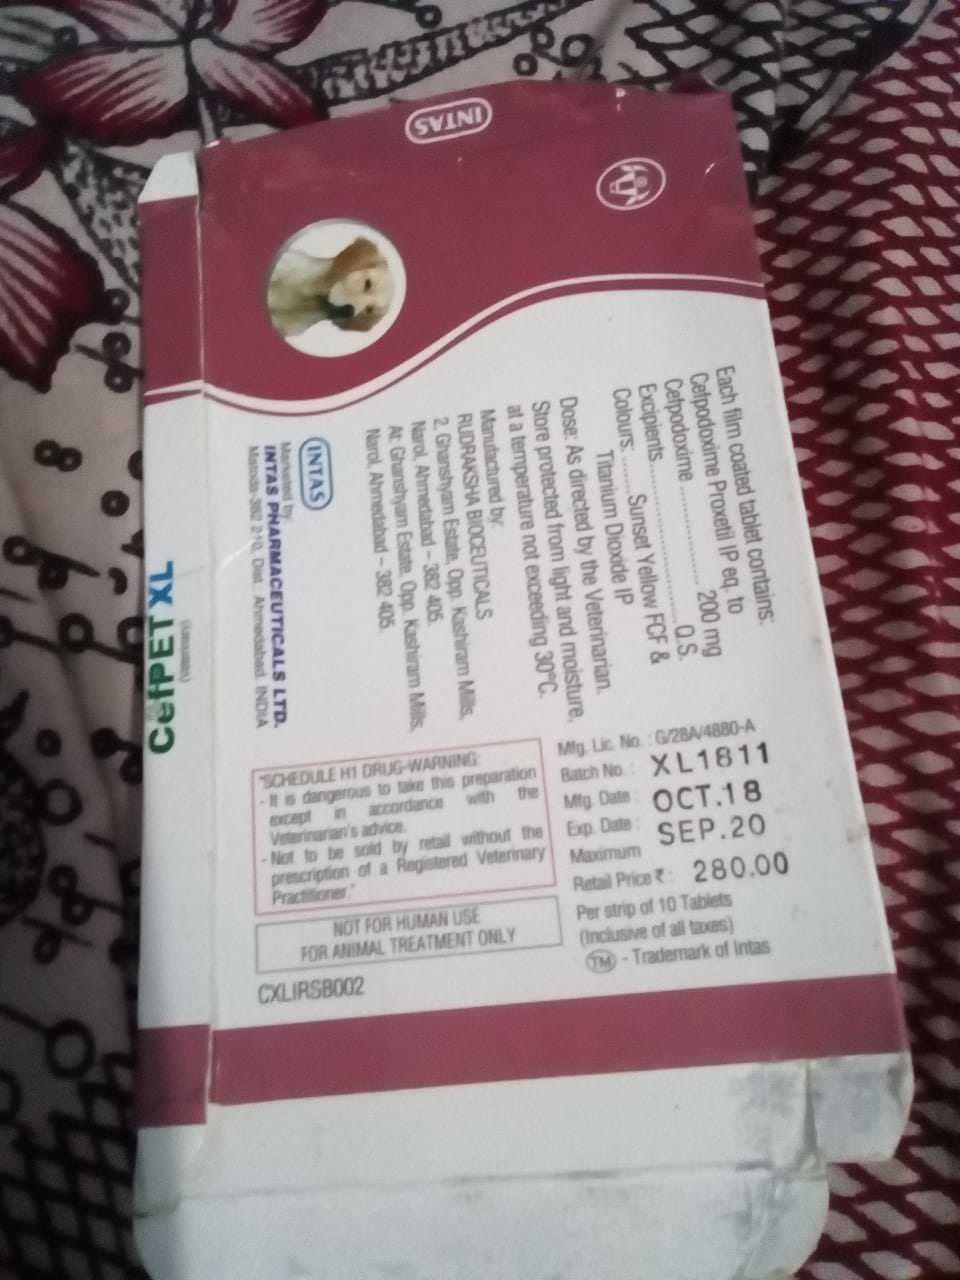 INTAS
Each film coated tablet contains:
Cefpodoxime Proxetil IP eq. to
Cefpodoxime .................... 200 mg
Excipients.......................... Q.S.
Colours: ........ Sunset Yellow FCF &
Titanium Dioxide IP
Dose: As directed by the Veterinarian.
Store protected from light and moisture,
at a temperature not exceeding 30°C.
Manufactured by:
RUDRAKSHA BIOCEUTICALS
2, Ghanshyam Estate, Opp. Kashiram Mills,
Narol, Ahmedabad – 382 405.
At: Ghanshyam Estate, Opp. Kashiram Mills,
Narol, Ahmedabad – 382 405.
INTAS
Marketed by:
INTAS PHARMACEUTICALS LTD.
Matoda-382 210, Dist.: Ahmedabad. INDIA
Mfg. Lic. No. : G/28A/4880-A
Batch No. : XL1811
Mfg. Date : OCT.18
Exp. Date : SEP.20
Maximum
Retail Price ₹ : 280.00
Per strip of 10 Tablets
(Inclusive of all taxes)
TM - Trademark of Intas
"SCHEDULE H1 DRUG-WARNING:
- It is dangerous to take this preparation
except in accordance with the
Veterinarian's advice.
- Not to be sold by retail without the
prescription of a Registered Veterinary
Practitioner."
NOT FOR HUMAN USE
FOR ANIMAL TREATMENT ONLY
CXLIRSB002
CefPET XL